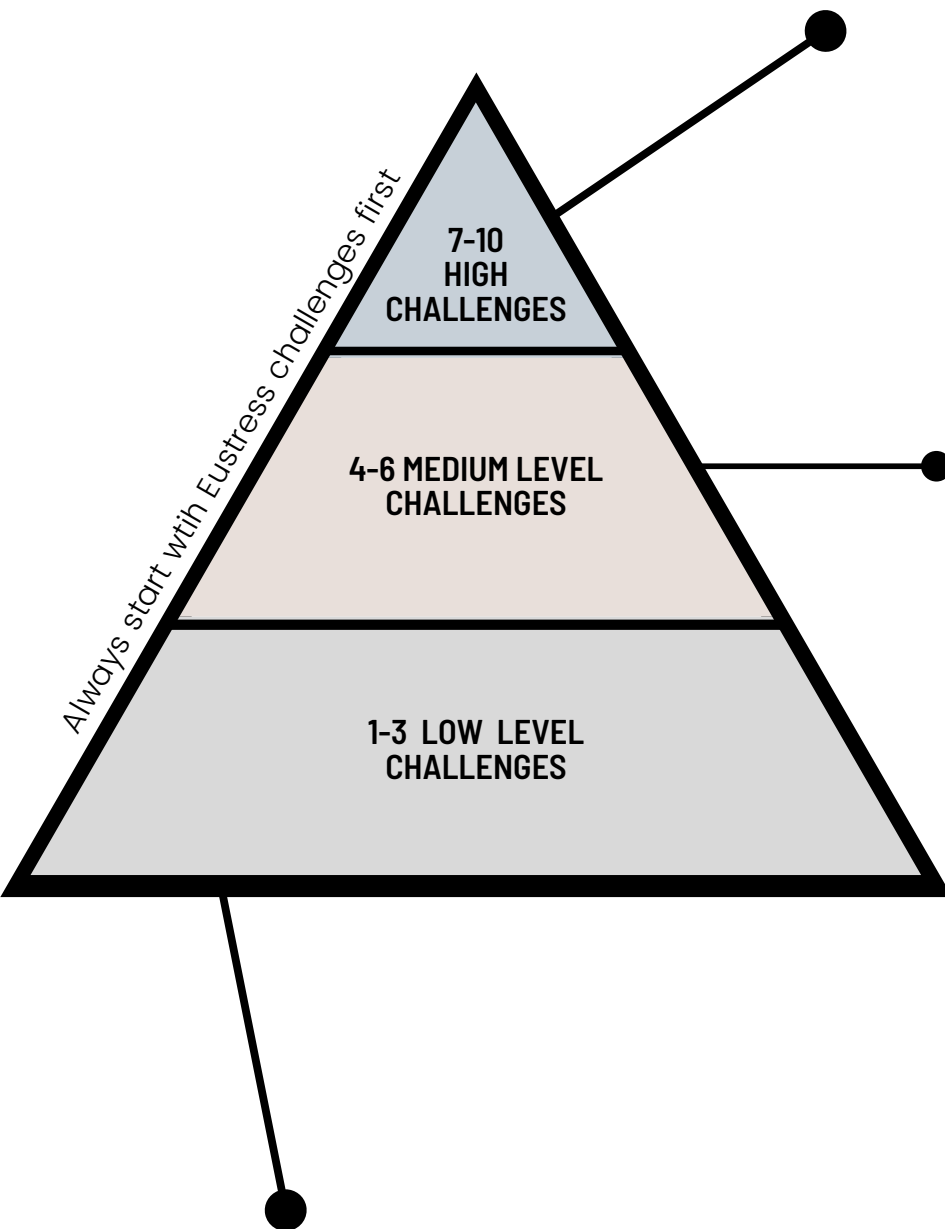 Always start wtih Eustress challenges first
7-10
HIGH
CHALLENGES
4-6 MEDIUM LEVEL
CHALLENGES
1-3 LOW LEVEL
CHALLENGES